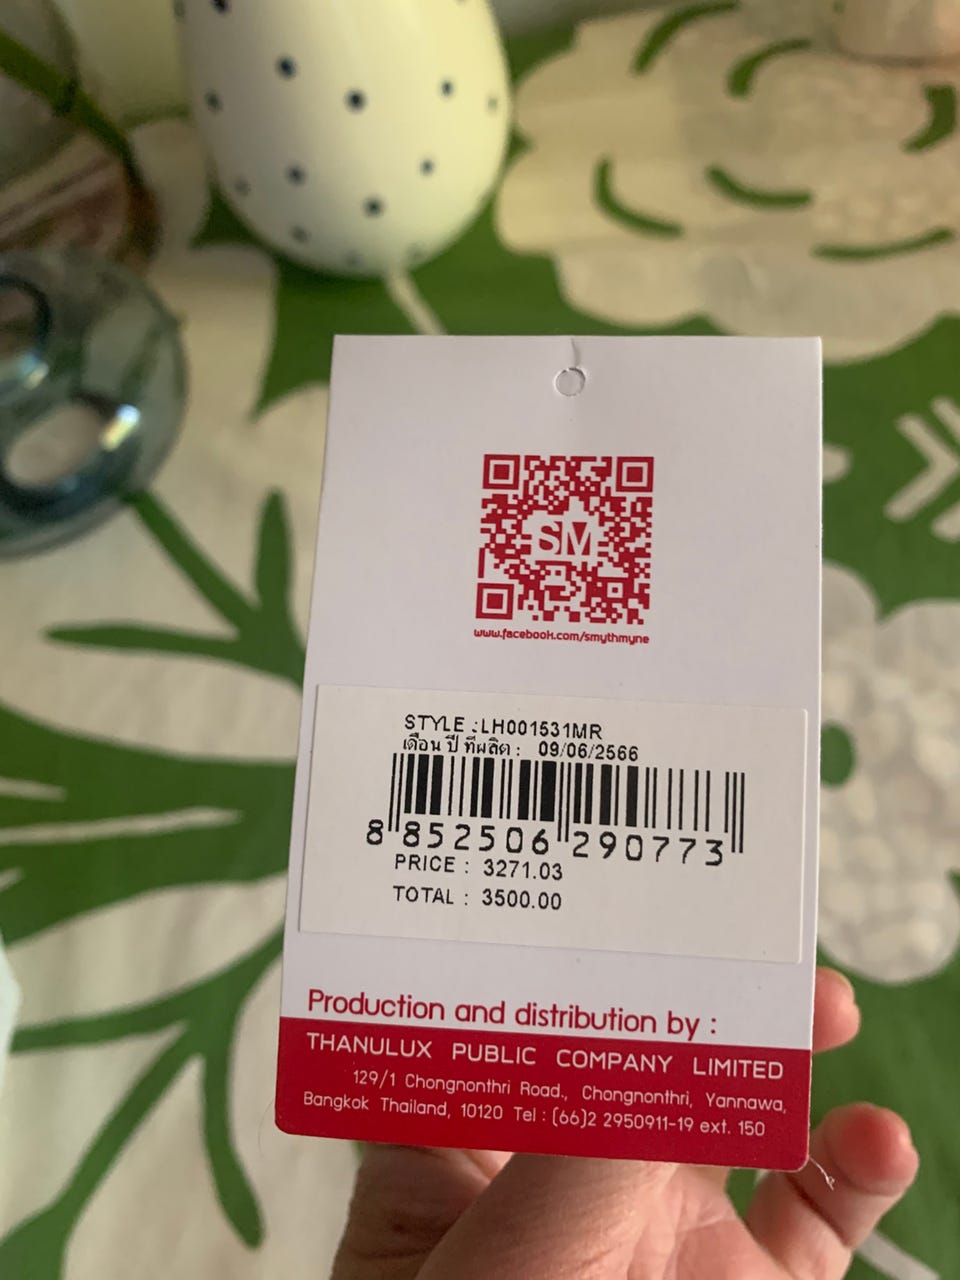 SM
www.facebook.com/smythmyne
STYLE :LH001531MR
เดือน ปี ที่ผลิต : 09/06/2566
8 852506 290773
PRICE : 3271.03
TOTAL : 3500.00
Production and distribution by :
THANULUX PUBLIC COMPANY LIMITED
129/1 Chongnonthri Road., Chongnonthri, Yannawa,
Bangkok Thailand, 10120 Tel : (66)2 2950911-19 ext. 150